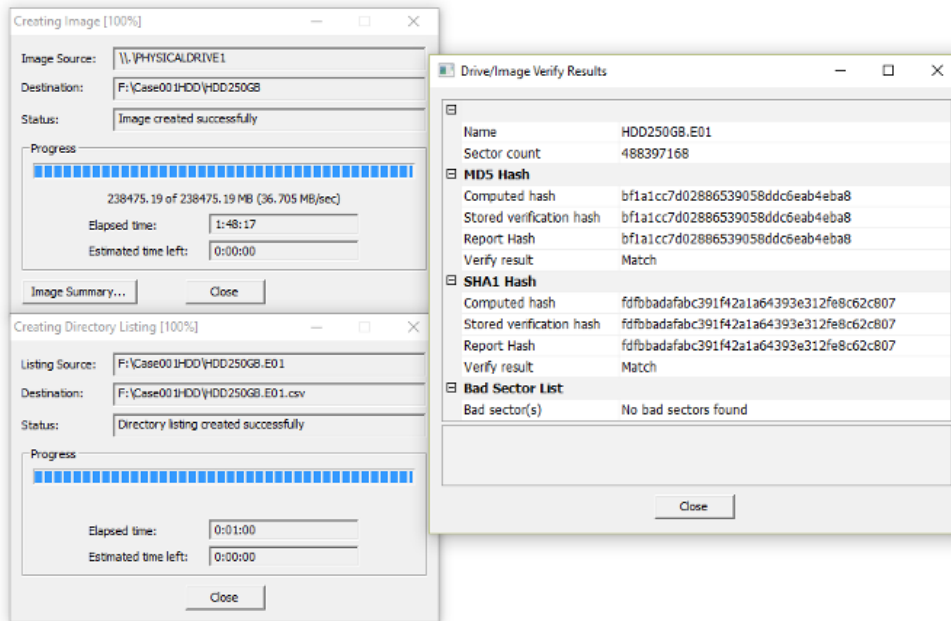 Creating Image [100%]
Image Source: \\.\PHYSICALDRIVE1
Destination: F:\Case001HDD\HDD250GB
Status: Image created successfully
Progress
238475.19 of 238475.19 MB (36.705 MB/sec)
Elapsed time: 1:48:17
Estimated time left: 0:00:00
Image Summary... Close
Creating Directory Listing [100%]
Listing Source: F:\Case001HDD\HDD250GB.E01
Destination: F:\Case001HDD\HDD250GB.E01.csv
Status: Directory listing created successfully
Progress
Elapsed time: 0:01:00
Estimated time left: 0:00:00
Close
Drive/Image Verify Results
Name HDD250GB.E01
Sector count 488397168
MD5 Hash
Computed hash bf1a1cc7d02886539058ddc6eab4eba8
Stored verification hash bf1a1cc7d02886539058ddc6eab4eba8
Report Hash bf1a1cc7d02886539058ddc6eab4eba8
Verify result Match
SHA1 Hash
Computed hash fdfbbadafabc391f42a1a64393e312fe8c62c807
Stored verification hash fdfbbadafabc391f42a1a64393e312fe8c62c807
Report Hash fdfbbadafabc391f42a1a64393e312fe8c62c807
Verify result Match
Bad Sector List
Bad sector(s) No bad sectors found
Close